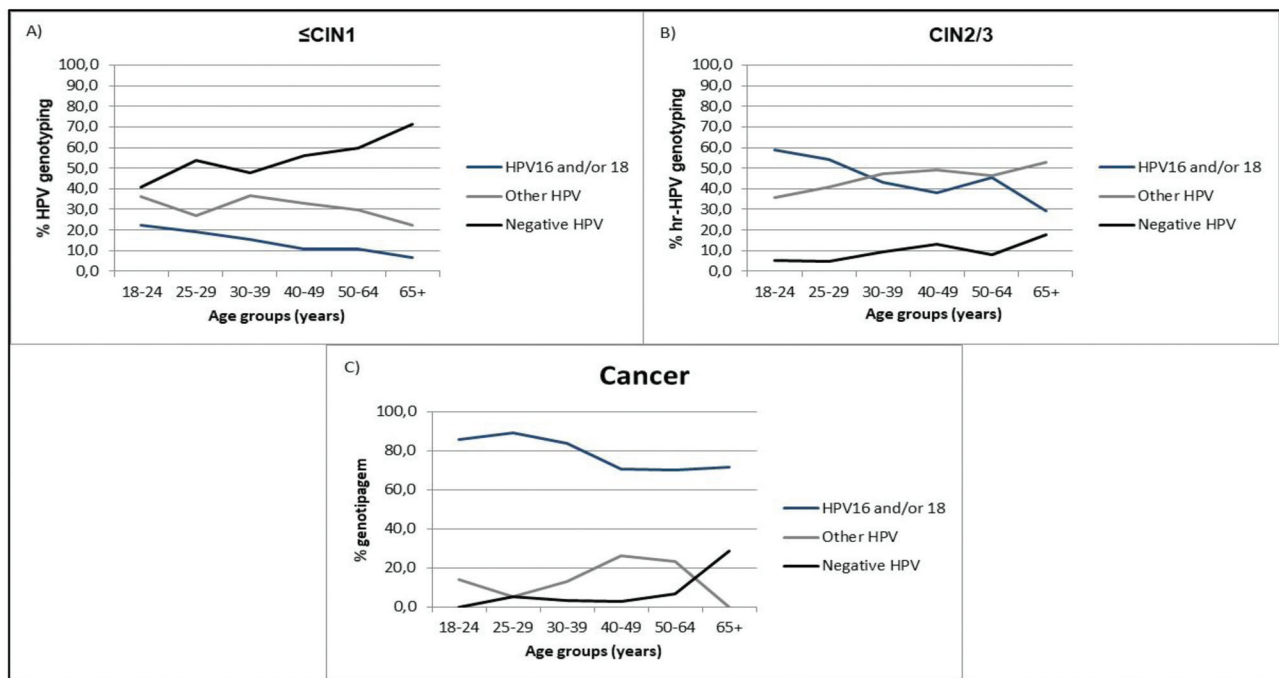 A)
≤CIN1
% HPV genotyping
100,0
90,0
80,0
70,0
60,0
50,0
40,0
30,0
20,0
10,0
0,0
18-24 25-29 30-39 40-49 50-64 65+
Age groups (years)
HPV16 and/or 18
Other HPV
Negative HPV
B)
CIN2/3
% hr-HPV genotyping
100,0
90,0
80,0
70,0
60,0
50,0
40,0
30,0
20,0
10,0
0,0
18-24 25-29 30-39 40-49 50-64 65+
Age groups (years)
HPV16 and/or 18
Other HPV
Negative HPV
C)
Cancer
% genotipagem
100,0
80,0
60,0
40,0
20,0
0,0
18-24 25-29 30-39 40-49 50-64 65+
Age groups (years)
HPV16 and/or 18
Other HPV
Negative HPV